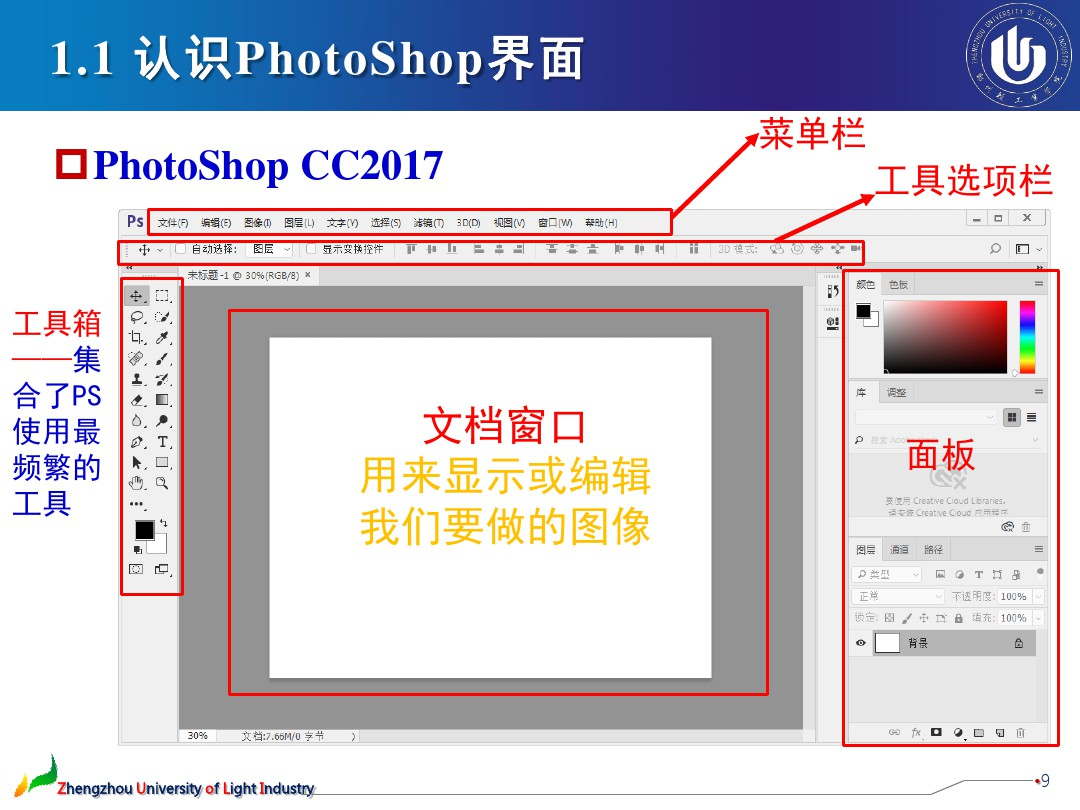 1.1 认识PhotoShop界面
ZHENGZHOU UNIVERSITY OF LIGHT INDUSTRY
PhotoShop CC2017
菜单栏
工具选项栏
Ps 文件(F) 编辑(E) 图像(I) 图层(L) 文字(Y) 选择(S) 滤镜(T) 3D(D) 视图(V) 窗口(W) 帮助(H)
自动选择: 图层 显示变换控件 3D 模式:
未标题-1 @ 30%(RGB/8) ×
工具箱
——集
合了PS
使用最
频繁的
工具
文档窗口
用来显示或编辑
我们要做的图像
颜色 色板
库 调整
面板
要使用 Creative Cloud Libraries,
请安装 Creative Cloud 应用程序
图层 通道 路径
类型
正常 不透明度: 100%
锁定: 填充: 100%
背景
fx
30% 文档:7.66M/0 字节
Zhengzhou University of Light Industry
9